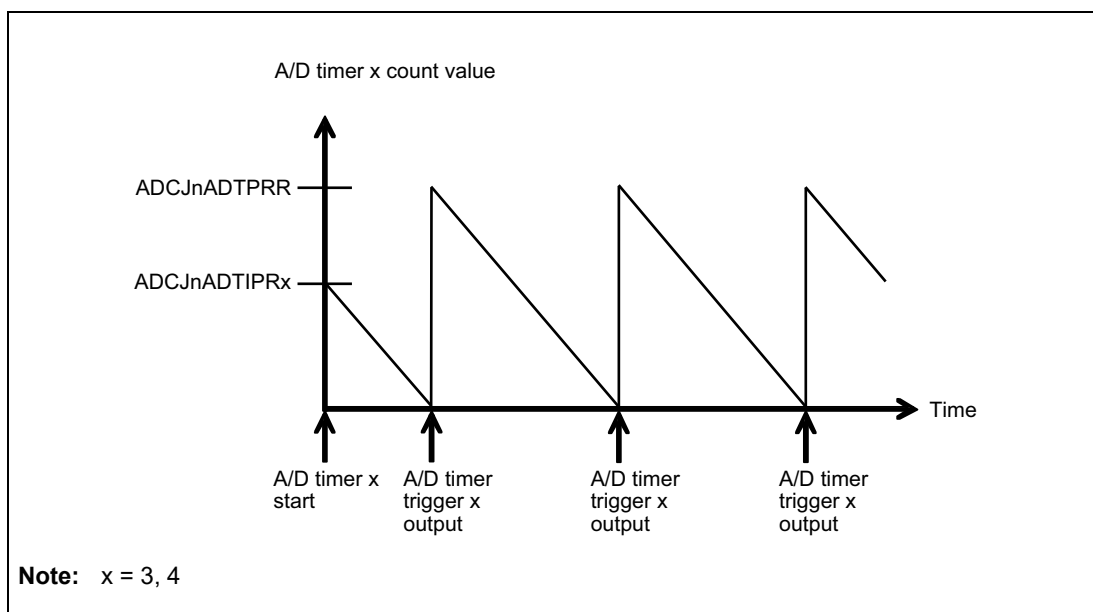 A/D timer x count value
ADCJnADTPRR
ADCJnADTIPRx
Time
A/D timer x
start
A/D timer
trigger x
output
A/D timer
trigger x
output
A/D timer
trigger x
output
Note: x = 3, 4